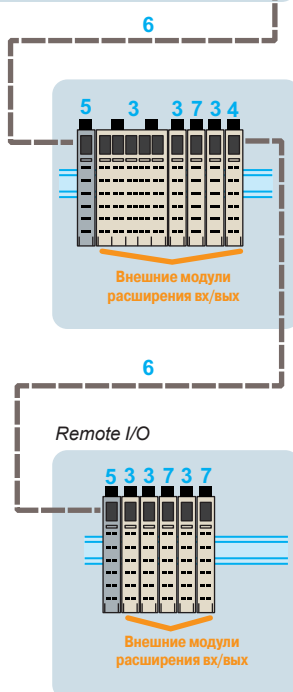 6
5 3 3 7 3 4
Внешние модули
расширения вх/вых
6
Remote I/O
5 3 3 7 3 7
Внешние модули
расширения вх/вых